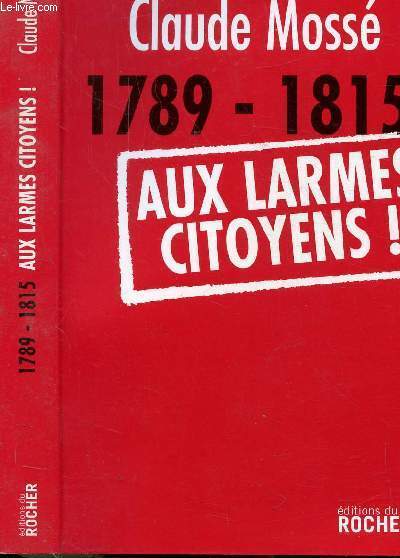 © Le-livre.com
Claude M
1789 - 1815 AUX LARMES CITOYENS !
éditions du
ROCHER
Claude Mossé
1789 - 1815
AUX LARMES
CITOYENS !
éditions du
ROCHER